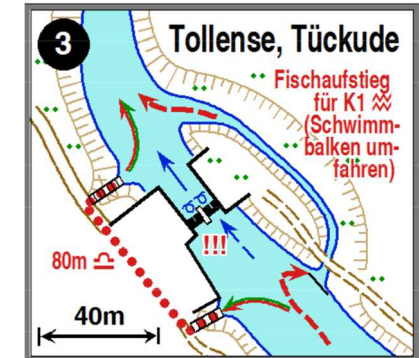 3
Tollense, Tückude
Fischaufstieg
für K1
(Schwimm-
balken um-
fahren)
!!!
80m
40m